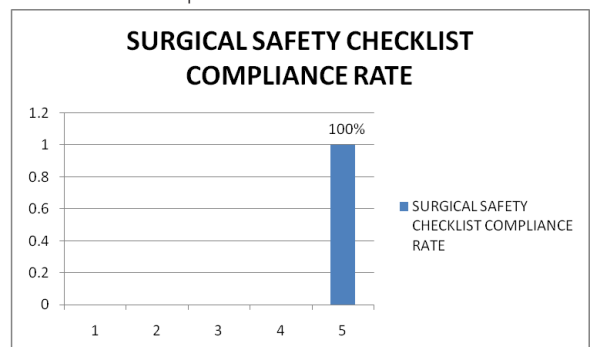 SURGICAL SAFETY CHECKLIST
COMPLIANCE RATE
1.2
1
0.8
0.6
0.4
0.2
0
100%
1 2 3 4 5
SURGICAL SAFETY
CHECKLIST COMPLIANCE
RATE